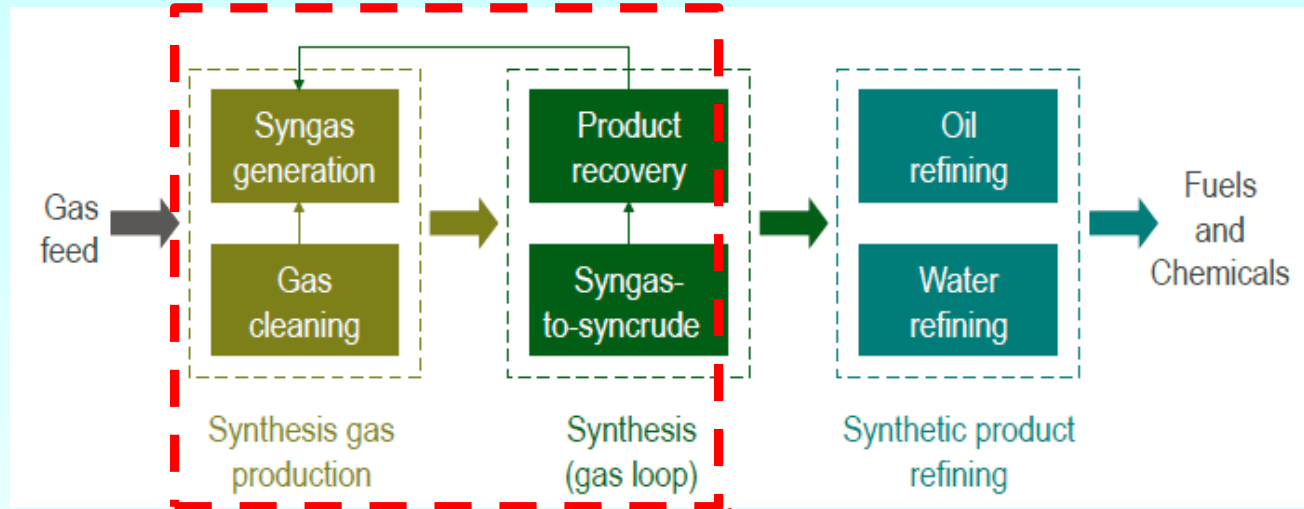 Gas
feed
Syngas
generation
Gas
cleaning
Synthesis gas
production
Product
recovery
Syngas-
to-syncrude
Synthesis
(gas loop)
Oil
refining
Water
refining
Synthetic product
refining
Fuels
and
Chemicals